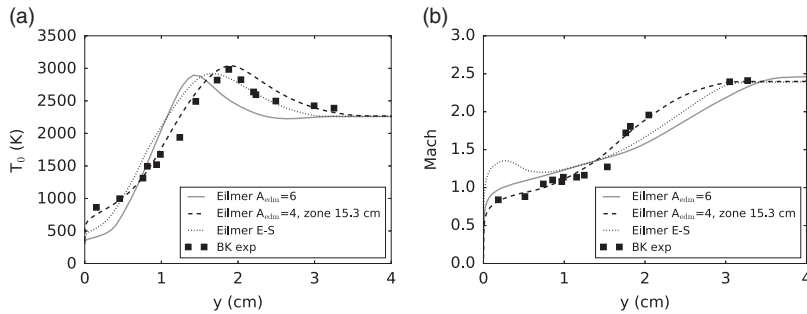 (a)
3500
3000
2500
2000
1500
1000
500
0
T₀ (K)
0
1
2
3
4
y (cm)
Eilmer A_edm=6
Eilmer A_edm=4, zone 15.3 cm
Eilmer E-S
BK exp
(b)
3.0
2.5
2.0
1.5
1.0
0.5
0.0
Mach
0
1
2
3
4
y (cm)
Eilmer A_edm=6
Eilmer A_edm=4, zone 15.3 cm
Eilmer E-S
BK exp